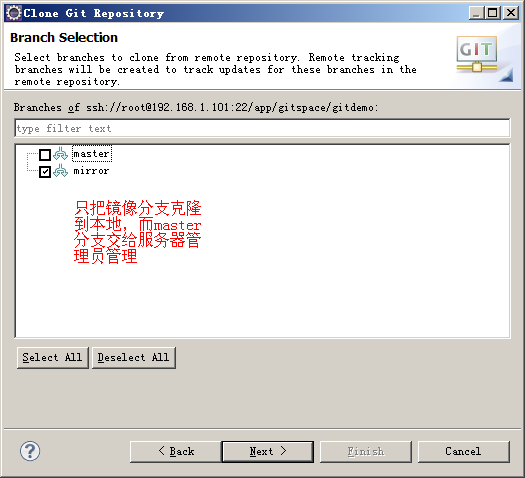 Clone Git Repository
Branch Selection
Select branches to clone from remote repository. Remote tracking
branches will be created to track updates for these branches in the
remote repository.
GIT
Branches of ssh://root@192.168.1.101:22/app/gitspace/gitdemo:
type filter text
master
mirror
只把镜像分支克隆
到本地，而master
分支交给服务器管
理员管理
Select All
Deselect All
?
< Back
Next >
Finish
Cancel